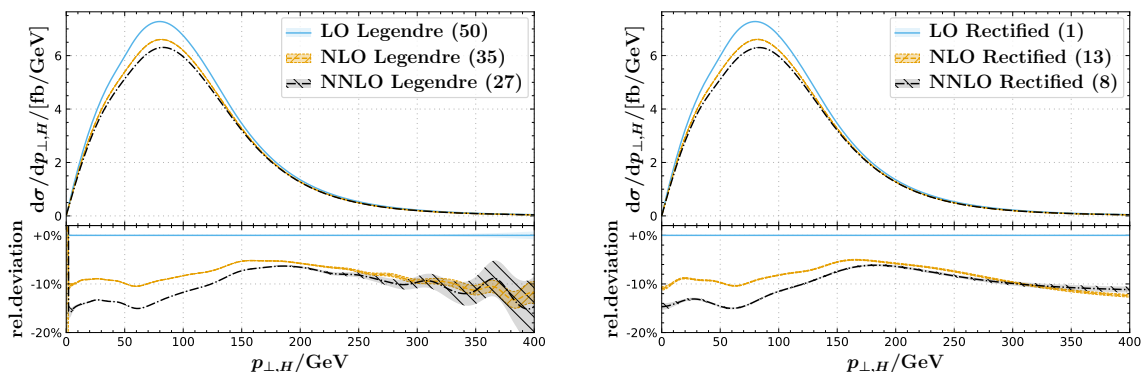 LO Legendre (50)
NLO Legendre (35)
NNLO Legendre (27)
dσ/dp⊥,H/[fb/GeV]
6
4
2
0
rel.deviation
+0%
-10%
-20%
0 50 100 150 200 250 300 350 400
p⊥,H/GeV
LO Rectified (1)
NLO Rectified (13)
NNLO Rectified (8)
dσ/dp⊥,H/[fb/GeV]
6
4
2
0
rel.deviation
+0%
-10%
-20%
0 50 100 150 200 250 300 350 400
p⊥,H/GeV